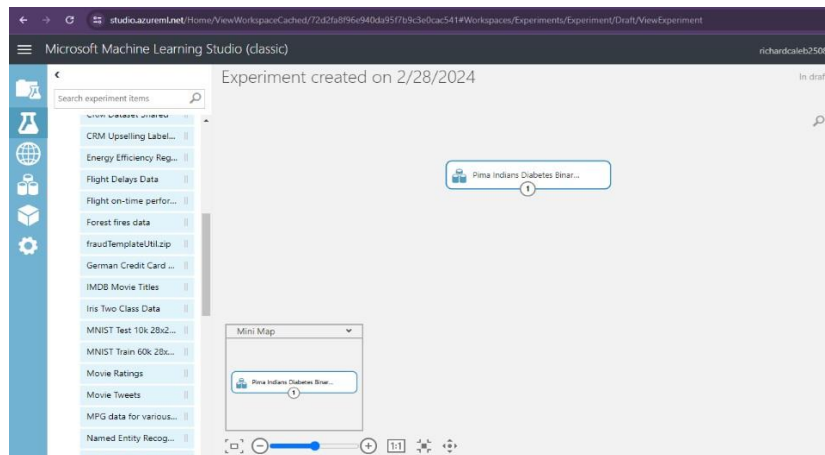 studio.azureml.net/Home/ViewWorkspaceCached/72d2fa8f96e940da95f7b9c3e0cac541#Workspaces/Experiments/Experiment/Draft/ViewExperiment
Microsoft Machine Learning Studio (classic)
richardcaleb2508
Search experiment items
CRM Dataset Shared
CRM Upselling Label...
Energy Efficiency Reg...
Flight Delays Data
Flight on-time perfor...
Forest fires data
fraudTemplateUtil.zip
German Credit Card ...
IMDB Movie Titles
Iris Two Class Data
MNIST Test 10k 28x2...
MNIST Train 60k 28x...
Movie Ratings
Movie Tweets
MPG data for various...
Named Entity Recog...
Experiment created on 2/28/2024
In draf
Pima Indians Diabetes Binar...
1
Mini Map
Pima Indians Diabetes Binar...
1
1:1